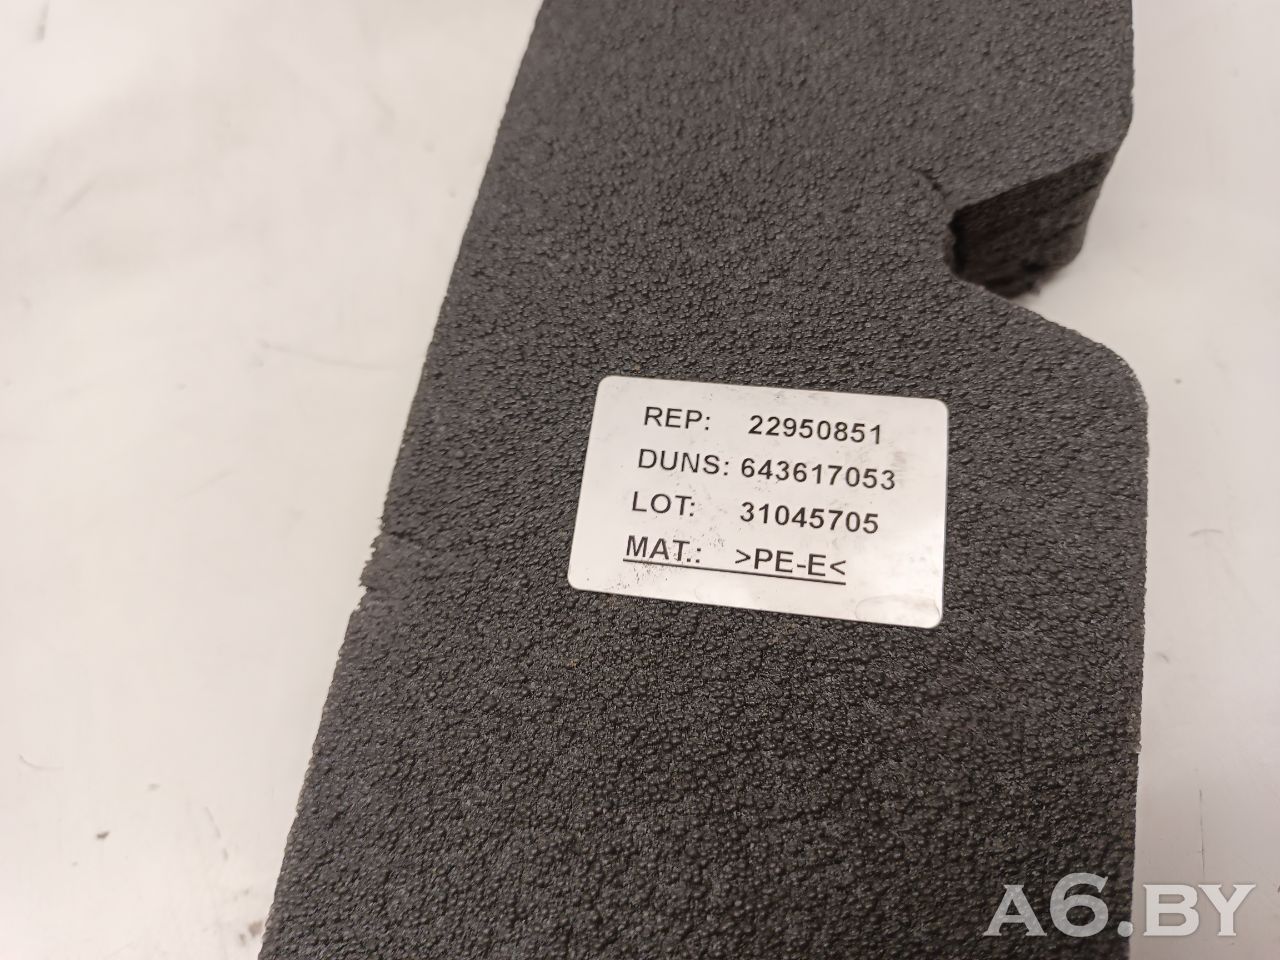 REP: 22950851
DUNS: 643617053
LOT: 31045705
MAT.: >PE-E<
A6.BY